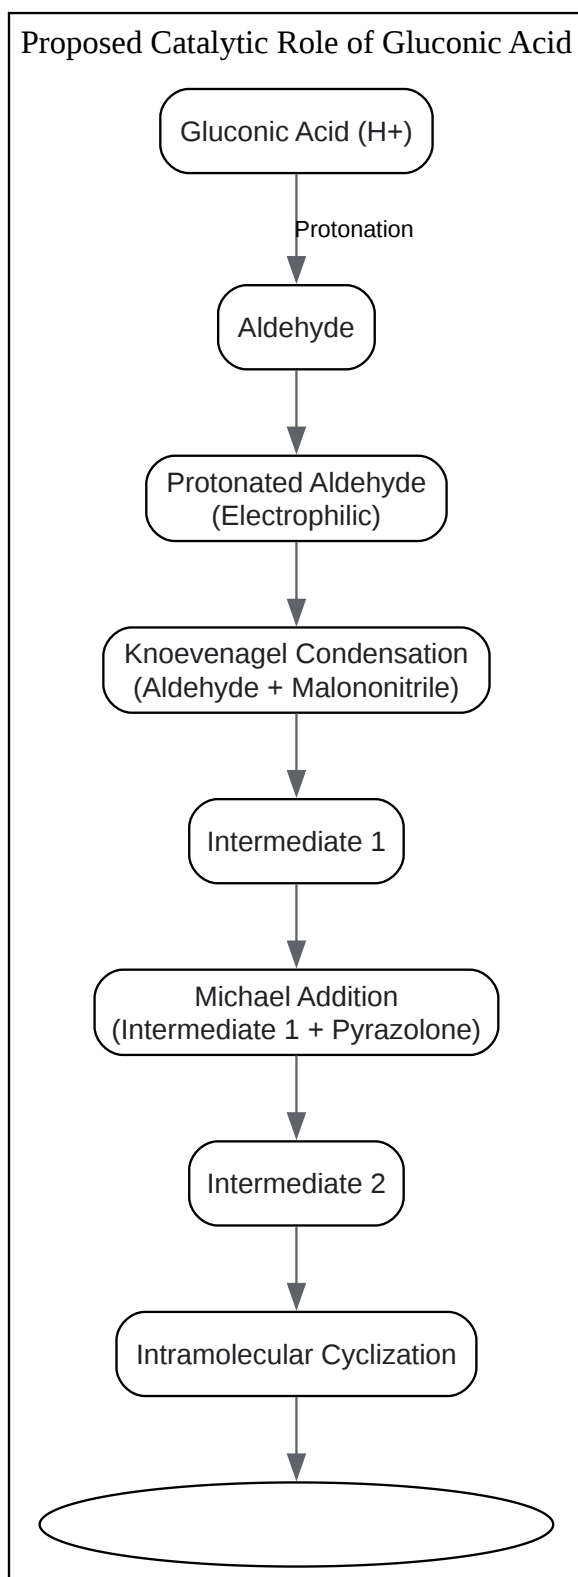 Proposed Catalytic Role of Gluconic Acid
Gluconic Acid (H+)
Protonation
Aldehyde
Protonated Aldehyde
(Electrophilic)
Knoevenagel Condensation
(Aldehyde + Malononitrile)
Intermediate 1
Michael Addition
(Intermediate 1 + Pyrazolone)
Intermediate 2
Intramolecular Cyclization